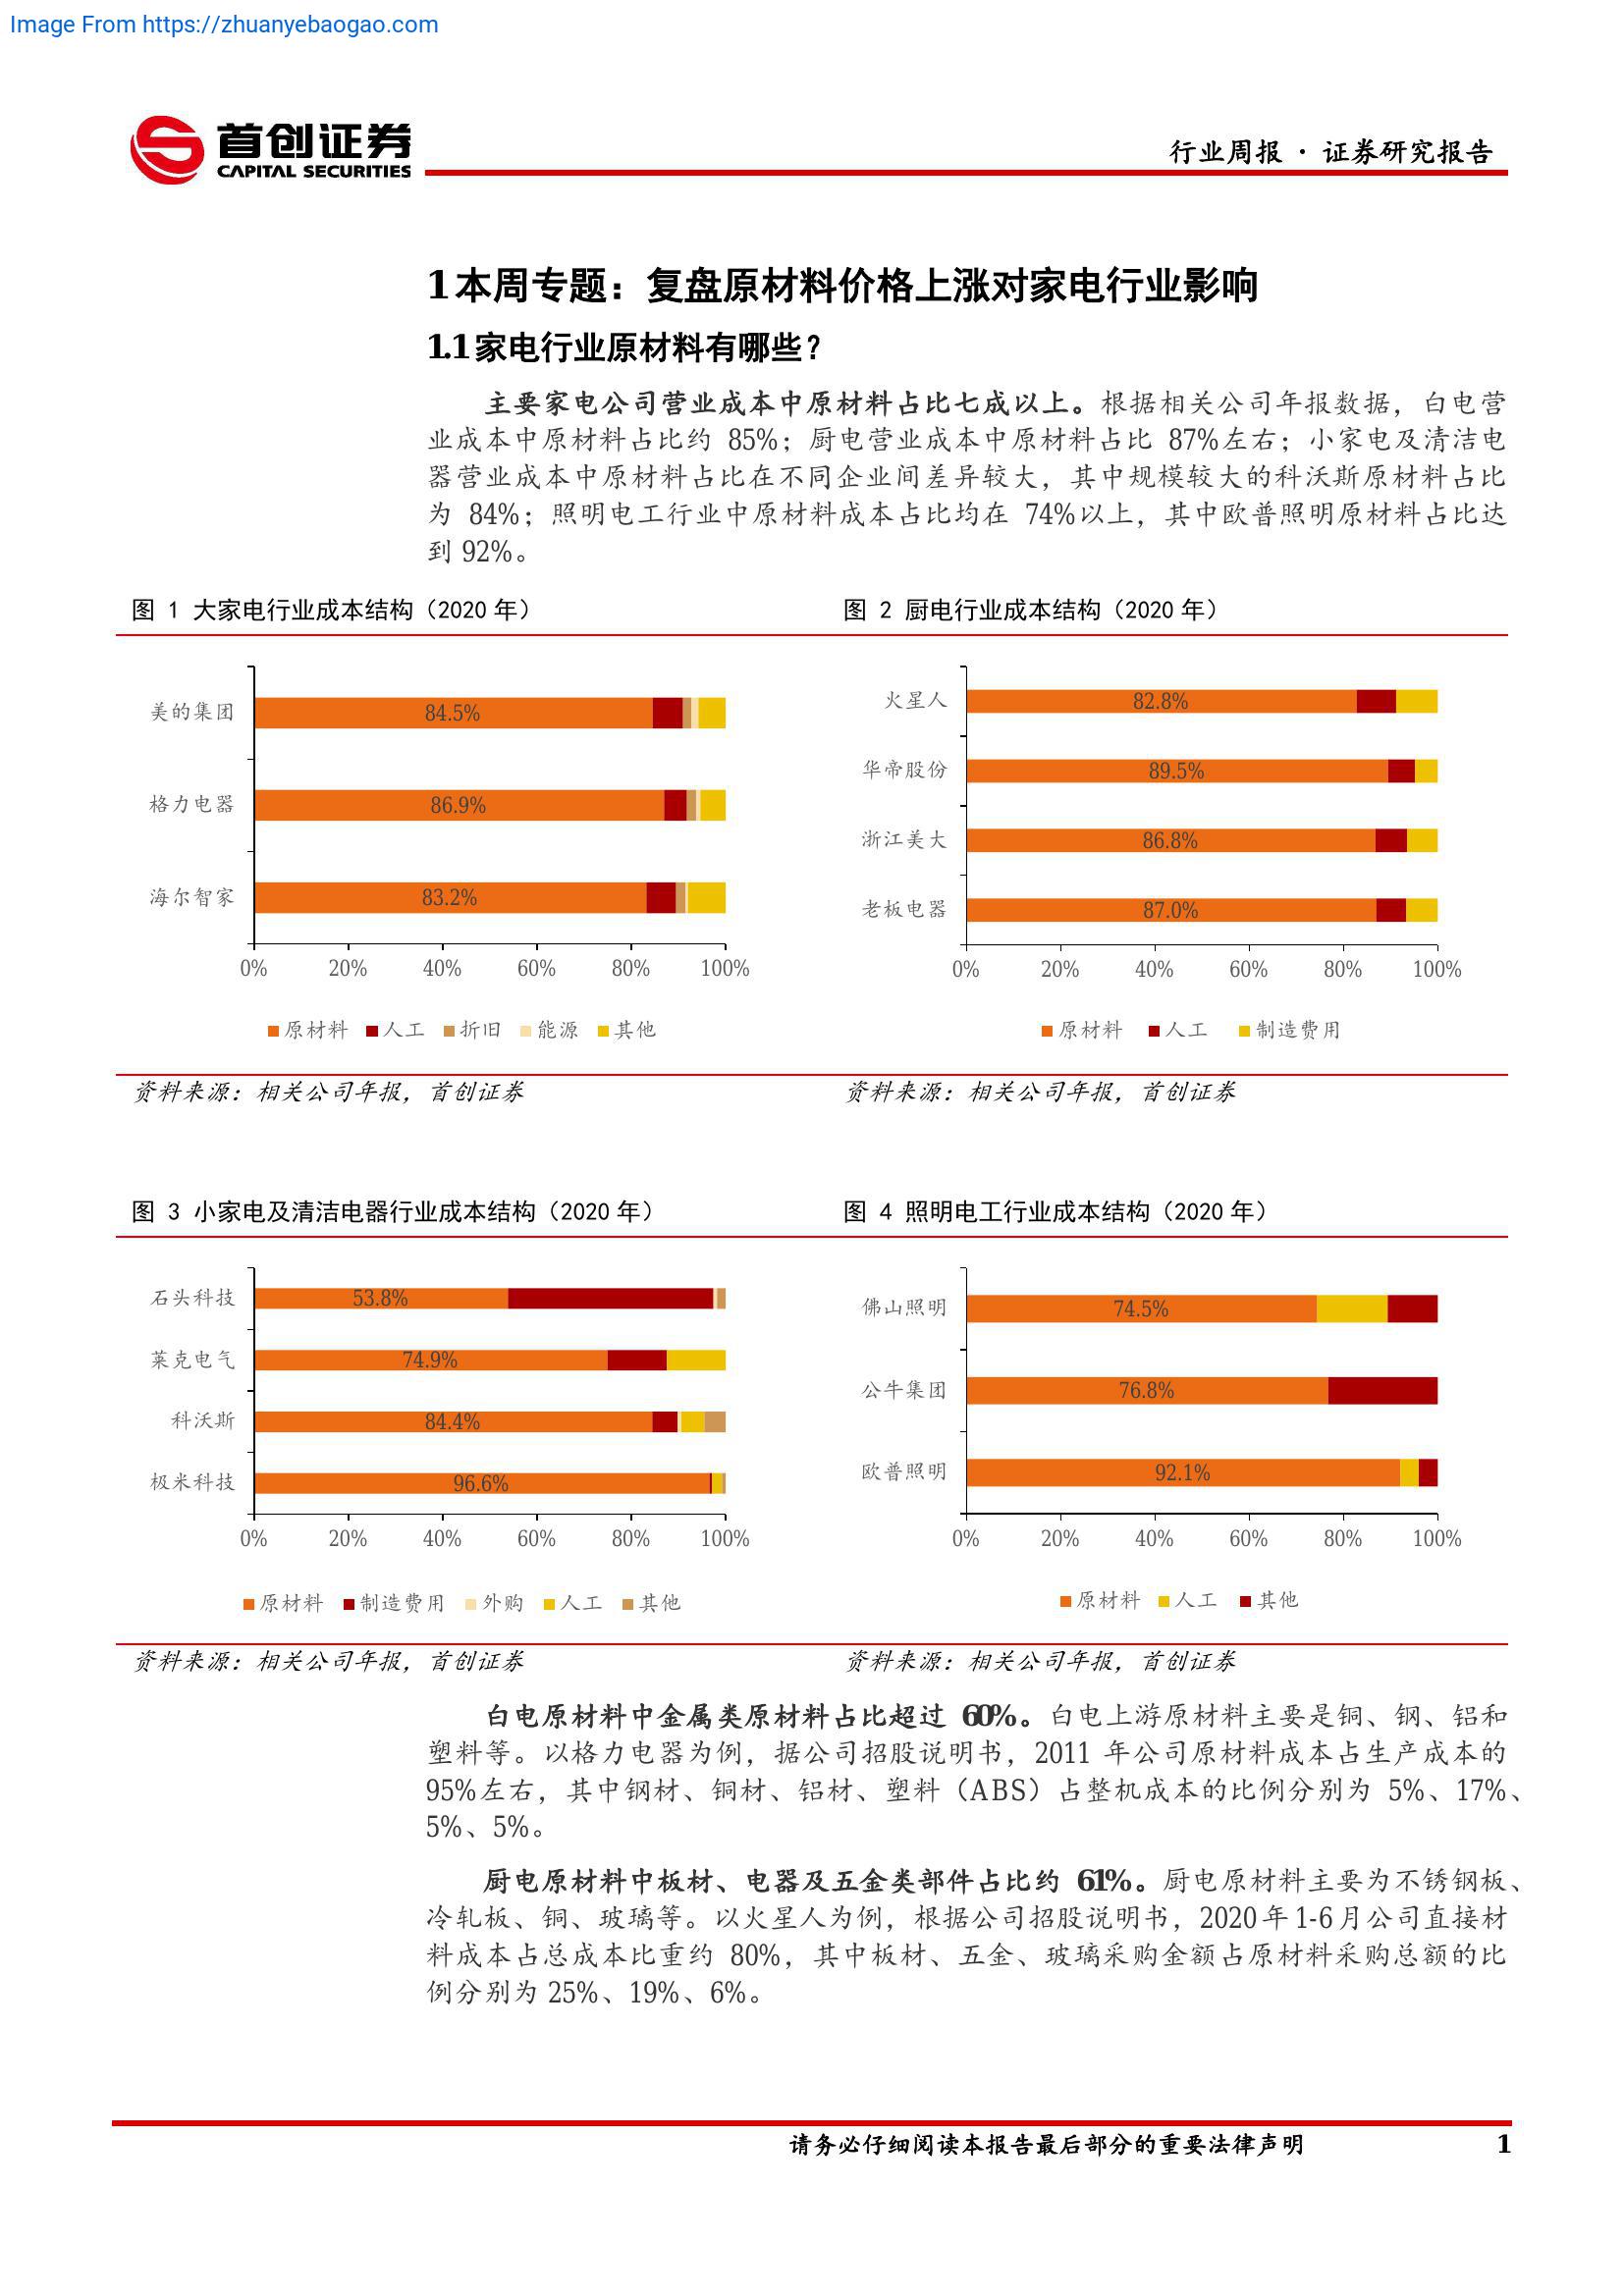 Image From https://zhuanyebaogao.com
首创证券
CAPITAL SECURITIES
行业周报 · 证券研究报告
1 本周专题：复盘原材料价格上涨对家电行业影响
1.1 家电行业原材料有哪些？
主要家电公司营业成本中原材料占比七成以上。根据相关公司年报数据，白电营
业成本中原材料占比约 85%；厨电营业成本中原材料占比 87%左右；小家电及清洁电
器营业成本中原材料占比在不同企业间差异较大，其中规模较大的科沃斯原材料占比
为 84%；照明电工行业中原材料成本占比均在 74%以上，其中欧普照明原材料占比达
到 92%。
图 1 大家电行业成本结构（2020 年）
美的集团 84.5%
格力电器 86.9%
海尔智家 83.2%
0% 20% 40% 60% 80% 100%
原材料 人工 折旧 能源 其他
资料来源：相关公司年报，首创证券
图 2 厨电行业成本结构（2020 年）
火星人 82.8%
华帝股份 89.5%
浙江美大 86.8%
老板电器 87.0%
0% 20% 40% 60% 80% 100%
原材料 人工 制造费用
资料来源：相关公司年报，首创证券
图 3 小家电及清洁电器行业成本结构（2020 年）
石头科技 53.8%
莱克电气 74.9%
科沃斯 84.4%
极米科技 96.6%
0% 20% 40% 60% 80% 100%
原材料 制造费用 外购 人工 其他
资料来源：相关公司年报，首创证券
图 4 照明电工行业成本结构（2020 年）
佛山照明 74.5%
公牛集团 76.8%
欧普照明 92.1%
0% 20% 40% 60% 80% 100%
原材料 人工 其他
资料来源：相关公司年报，首创证券
白电原材料中金属类原材料占比超过 60%。白电上游原材料主要是铜、钢、铝和
塑料等。以格力电器为例，据公司招股说明书，2011 年公司原材料成本占生产成本的
95%左右，其中钢材、铜材、铝材、塑料（ABS）占整机成本的比例分别为 5%、17%、
5%、5%。
厨电原材料中板材、电器及五金类部件占比约 61%。厨电原材料主要为不锈钢板、
冷轧板、铜、玻璃等。以火星人为例，根据公司招股说明书，2020 年 1-6 月公司直接材
料成本占总成本比重约 80%，其中板材、五金、玻璃采购金额占原材料采购总额的比
例分别为 25%、19%、6%。
请务必仔细阅读本报告最后部分的重要法律声明 1